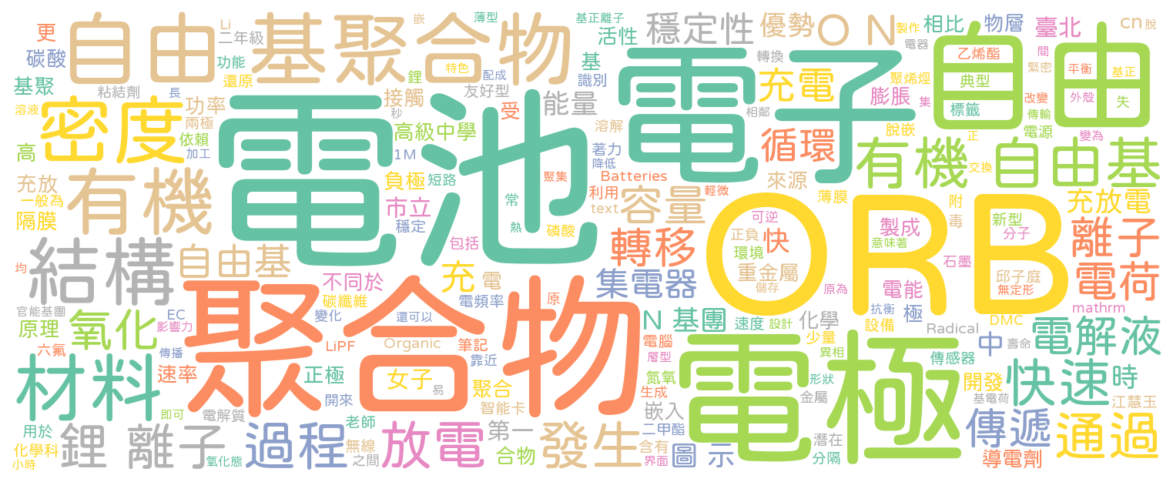 更
Li
二年級
自由
基聚合物
嵌
薄型
基正離子
活性
穩定性
優勢
O N
製作
相比
物層
臺北
cn
脫
碳酸
功能
還原
特色
配成
鋰
友好型
基
識別
電子
轉換
電器
充電
聚烯烴
乙烯酯
典型
間
緊密
平衡
基正
自由
基聚
粘結劑
長
功率
接觸
秒
受
能量
相鄰
膨脹
集
標籤
改變
外殼
失
傳輸
溶液
密度
兩極
依賴
加工
電池
高級中學
1M
溶解
著力
降低
循環
脫嵌
電源
變為
正
交換
高
充放
一般為
隔膜
有機
負極
短路
聚集
Batteries
利用
輕微
來源
薄膜
有機
自由基
市立
穩定
常
熱
text
磷酸
容量
ORB
可逆
附
毒
新型
分子
充放電
結構
自由基
包括
轉移
正負
快
環境
重金屬
儲存
製成
意味著
石墨
邱子庭
無定形
離子
均
不同於
充
電
集電器
電能
電荷
官能基團
原理
氧化
EC
影響力
聚合物
碳纖維
變化
電頻率
還可以
原
N
基團
速度
設計
化學
原為
抗衡
設備
極
mathrm
六氟
傳播
LiPF
Organic
筆記
靠近
電腦
層型
電極
少量
異相
Radical
傳感器
中
DMC
壽命
電解液
材料
速率
正極
女子
易
聚合
生成
氮氧
形狀
開發
基電荷
快速
時
用於
即可
電解質
開來
老師
智能卡
嵌入
金屬
江慧玉
化學科
小時
鋰
離子
氧化態
過程
無線
之間
放電
第一
合物
發生
二甲酯
含有
界面
圖
示
潛在
分隔
傳遞
導電劑
通過